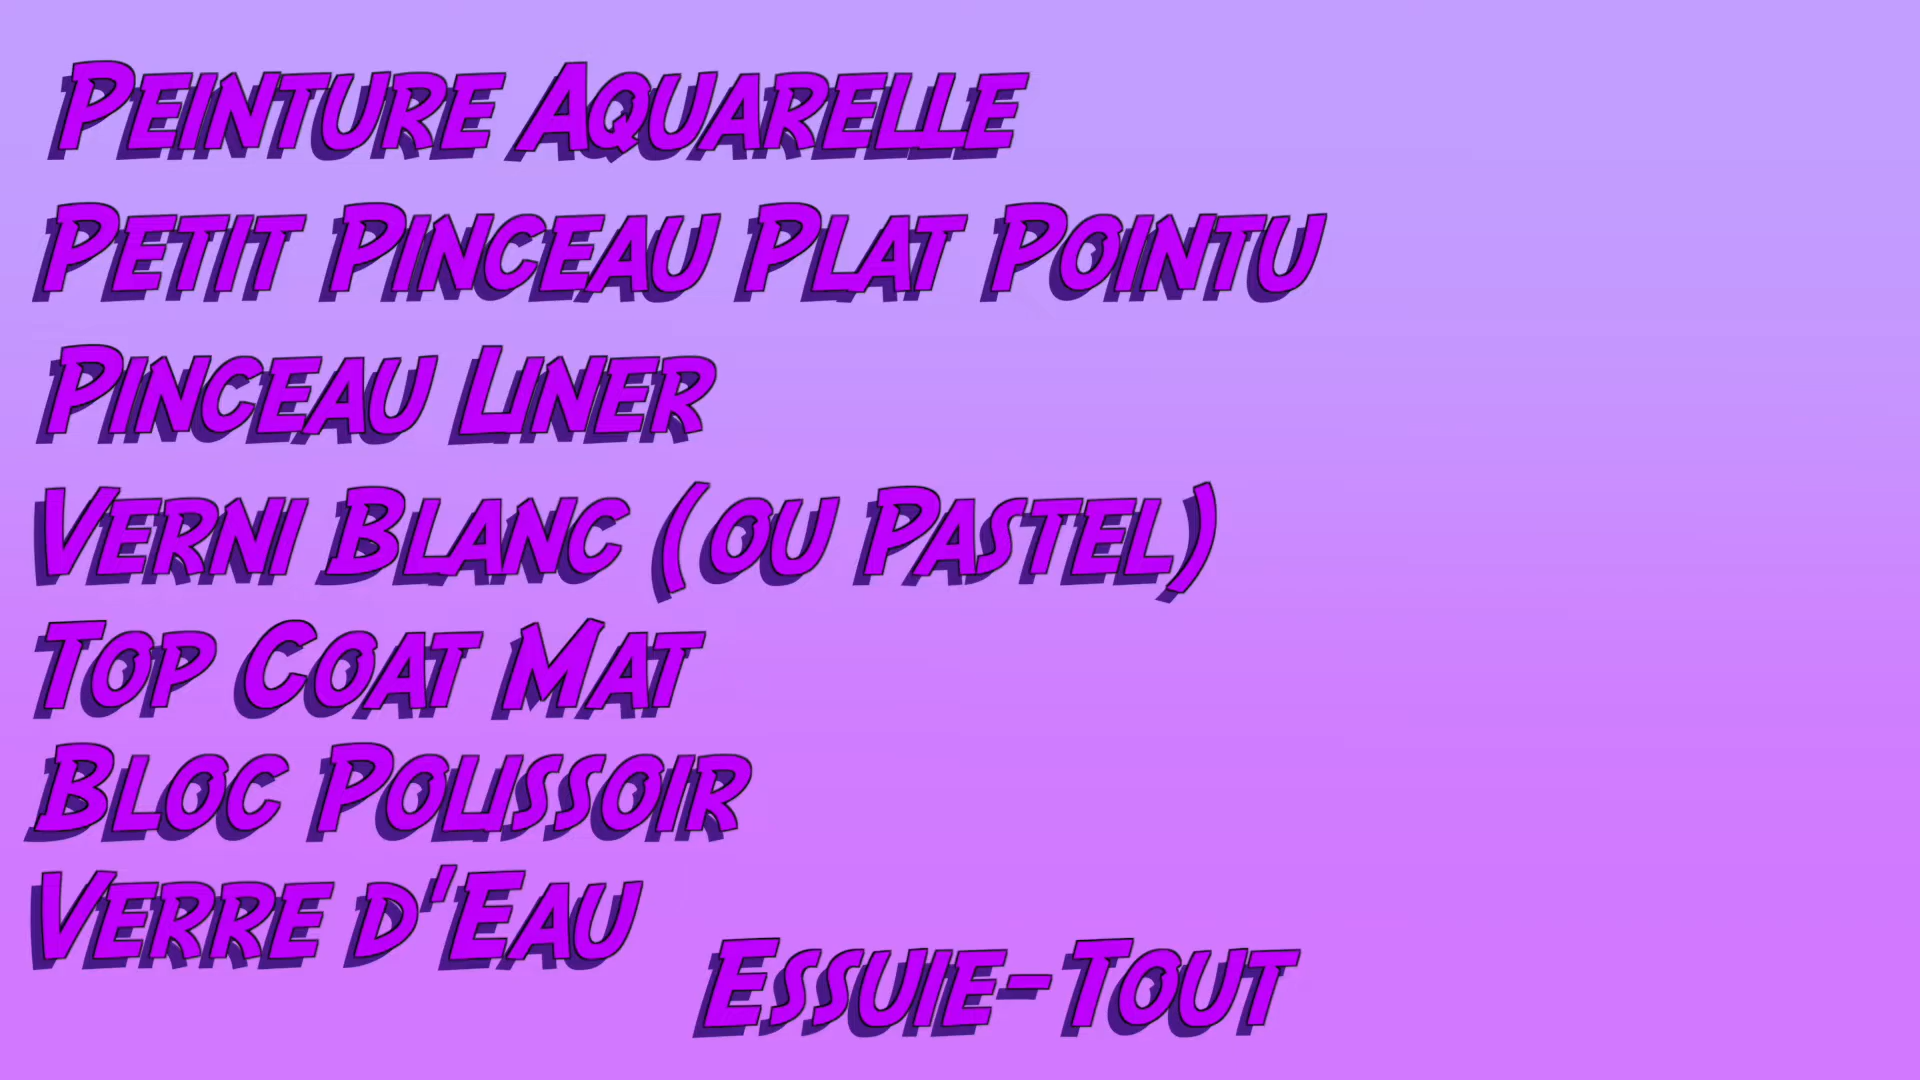 Peinture Aquarelle
Petit Pinceau Plat Pointu
Pinceau Liner
Verni Blanc (ou Pastel)
Top Coat Mat
Bloc Polissoir
Verre d'Eau
Essuie-Tout